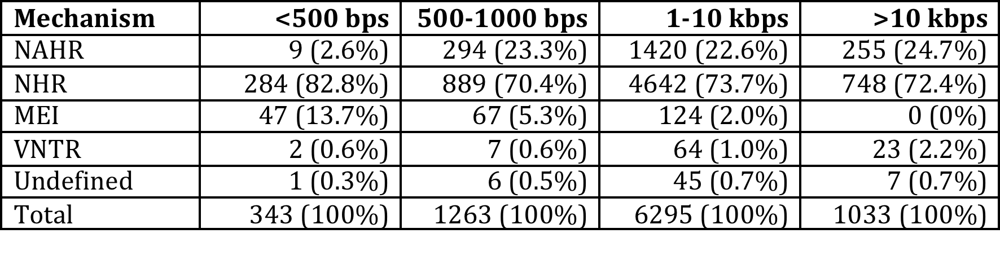 Mechanism <500 bps 500-1000 bps 1-10 kbps >10 kbps
NAHR 9 (2.6%) 294 (23.3%) 1420 (22.6%) 255 (24.7%)
NHR 284 (82.8%) 889 (70.4%) 4642 (73.7%) 748 (72.4%)
MEI 47 (13.7%) 67 (5.3%) 124 (2.0%) 0 (0%)
VNTR 2 (0.6%) 7 (0.6%) 64 (1.0%) 23 (2.2%)
Undefined 1 (0.3%) 6 (0.5%) 45 (0.7%) 7 (0.7%)
Total 343 (100%) 1263 (100%) 6295 (100%) 1033 (100%)